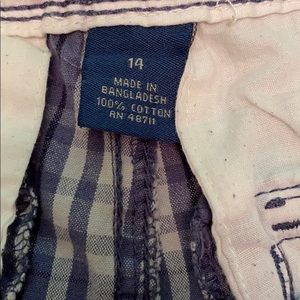 14
MADE IN
BANGLADESH
100% COTTON
RN 48711